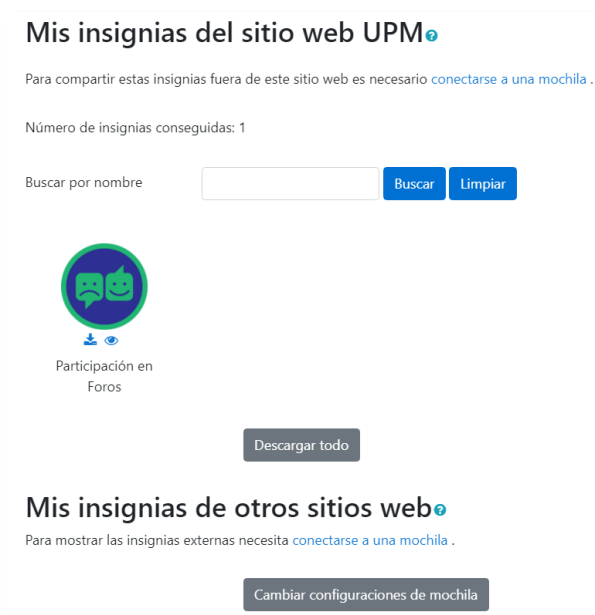 Mis insignias del sitio web UPM
Para compartir estas insignias fuera de este sitio web es necesario conectarse a una mochila .
Número de insignias conseguidas: 1
Buscar por nombre Buscar Limpiar
Participación en
Foros
Descargar todo
Mis insignias de otros sitios web
Para mostrar las insignias externas necesita conectarse a una mochila .
Cambiar configuraciones de mochila